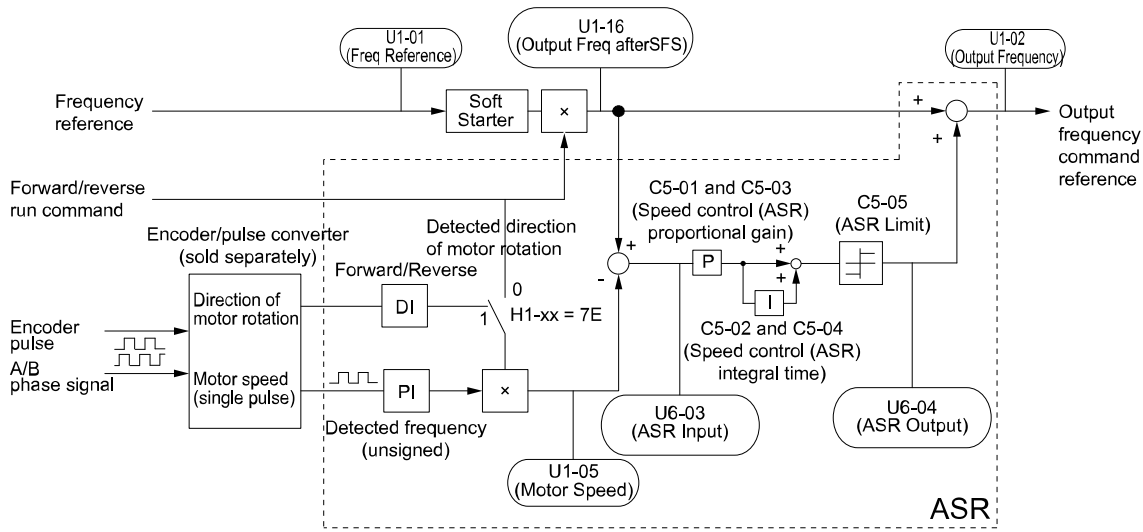 U1-01
(Freq Reference)
U1-16
(Output Freq afterSFS)
U1-02
(Output Frequency)
Frequency
reference
Soft
Starter
×
+
+
Output
frequency
command
reference
Forward/reverse
run command
Detected direction
of motor rotation
C5-01 and C5-03
(Speed control (ASR)
proportional gain)
C5-05
(ASR Limit)
Encoder/pulse converter
(sold separately)
Forward/Reverse
+
-
P
+
+
I
Direction of
motor rotation
DI
0
1
H1-xx = 7E
C5-02 and C5-04
(Speed control (ASR)
integral time)
Encoder
pulse
A/B
phase signal
Motor speed
(single pulse)
PI
×
Detected frequency
(unsigned)
U6-03
(ASR Input)
U6-04
(ASR Output)
U1-05
(Motor Speed)
ASR